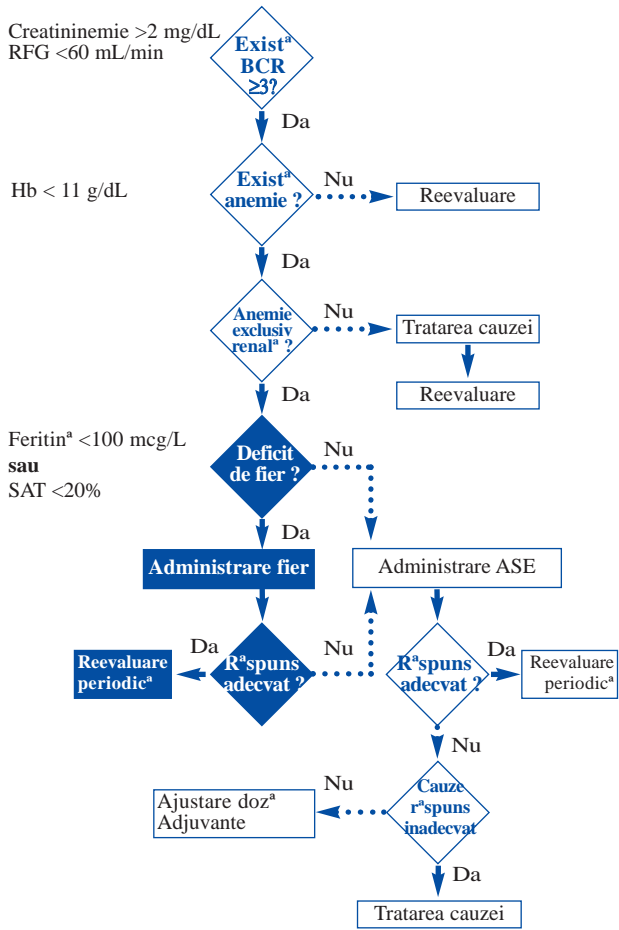 Creatininemie >2 mg/dL
RFG <60 mL/min
Existª
BCR
≥3?
Da
Hb < 11 g/dL
Existª
anemie ?
Nu
Reevaluare
Da
Anemie
exclusiv
renalª ?
Nu
Tratarea cauzei
Reevaluare
Da
Feritinª <100 mcg/L
sau
SAT <20%
Deficit
de fier ?
Nu
Da
Administrare fier
Administrare ASE
Reevaluare
periodicª
Da
Rªspuns
adecvat ?
Nu
Rªspuns
adecvat ?
Da
Reevaluare
periodicª
Nu
Ajustare dozª
Adjuvante
Nu
Cauze
rªspuns
inadecvat
Da
Tratarea cauzei